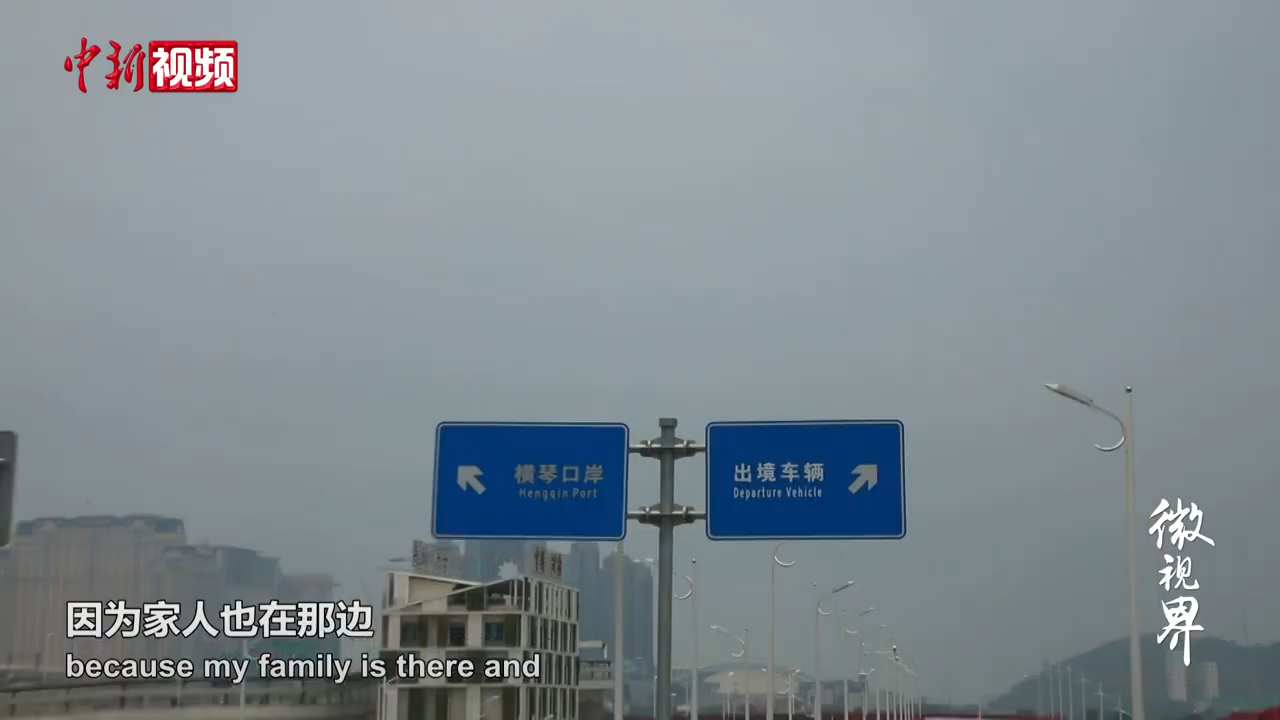 中新视频
横琴口岸
Hengqin Port
出境车辆
Departure Vehicle
微视界
因为家人也在那边
because my family is there and